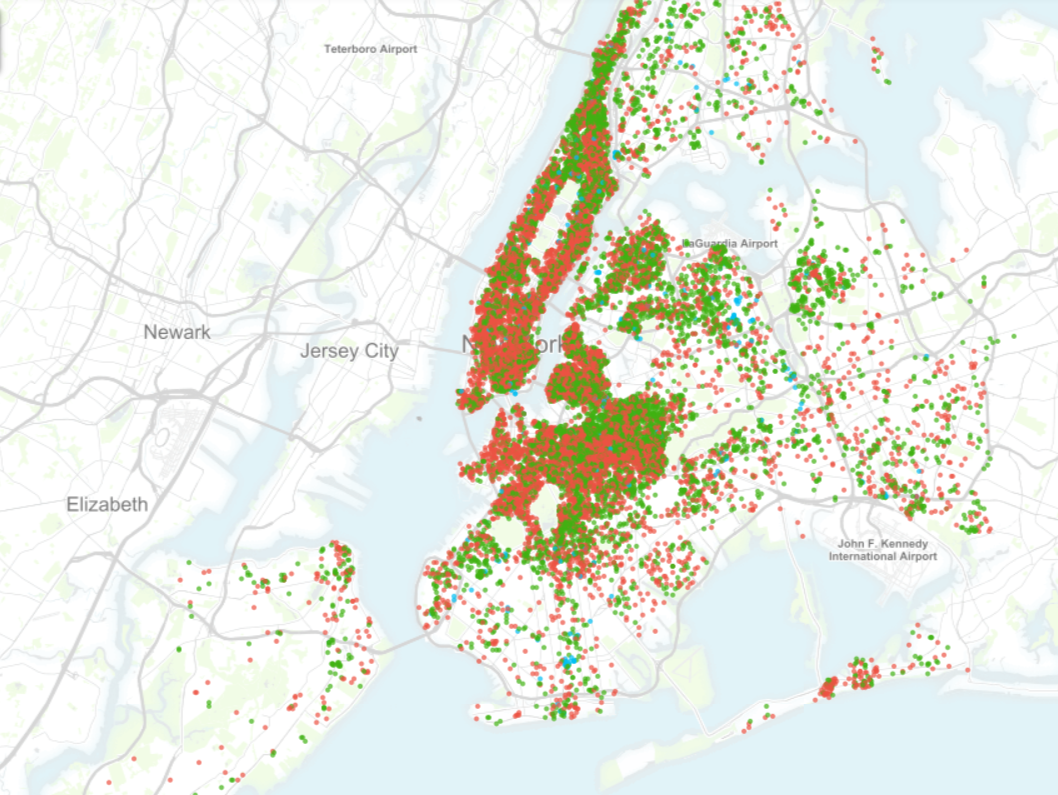 Teterboro Airport
LaGuardia Airport
Newark
Jersey City
New York
Elizabeth
John F. Kennedy
International Airport